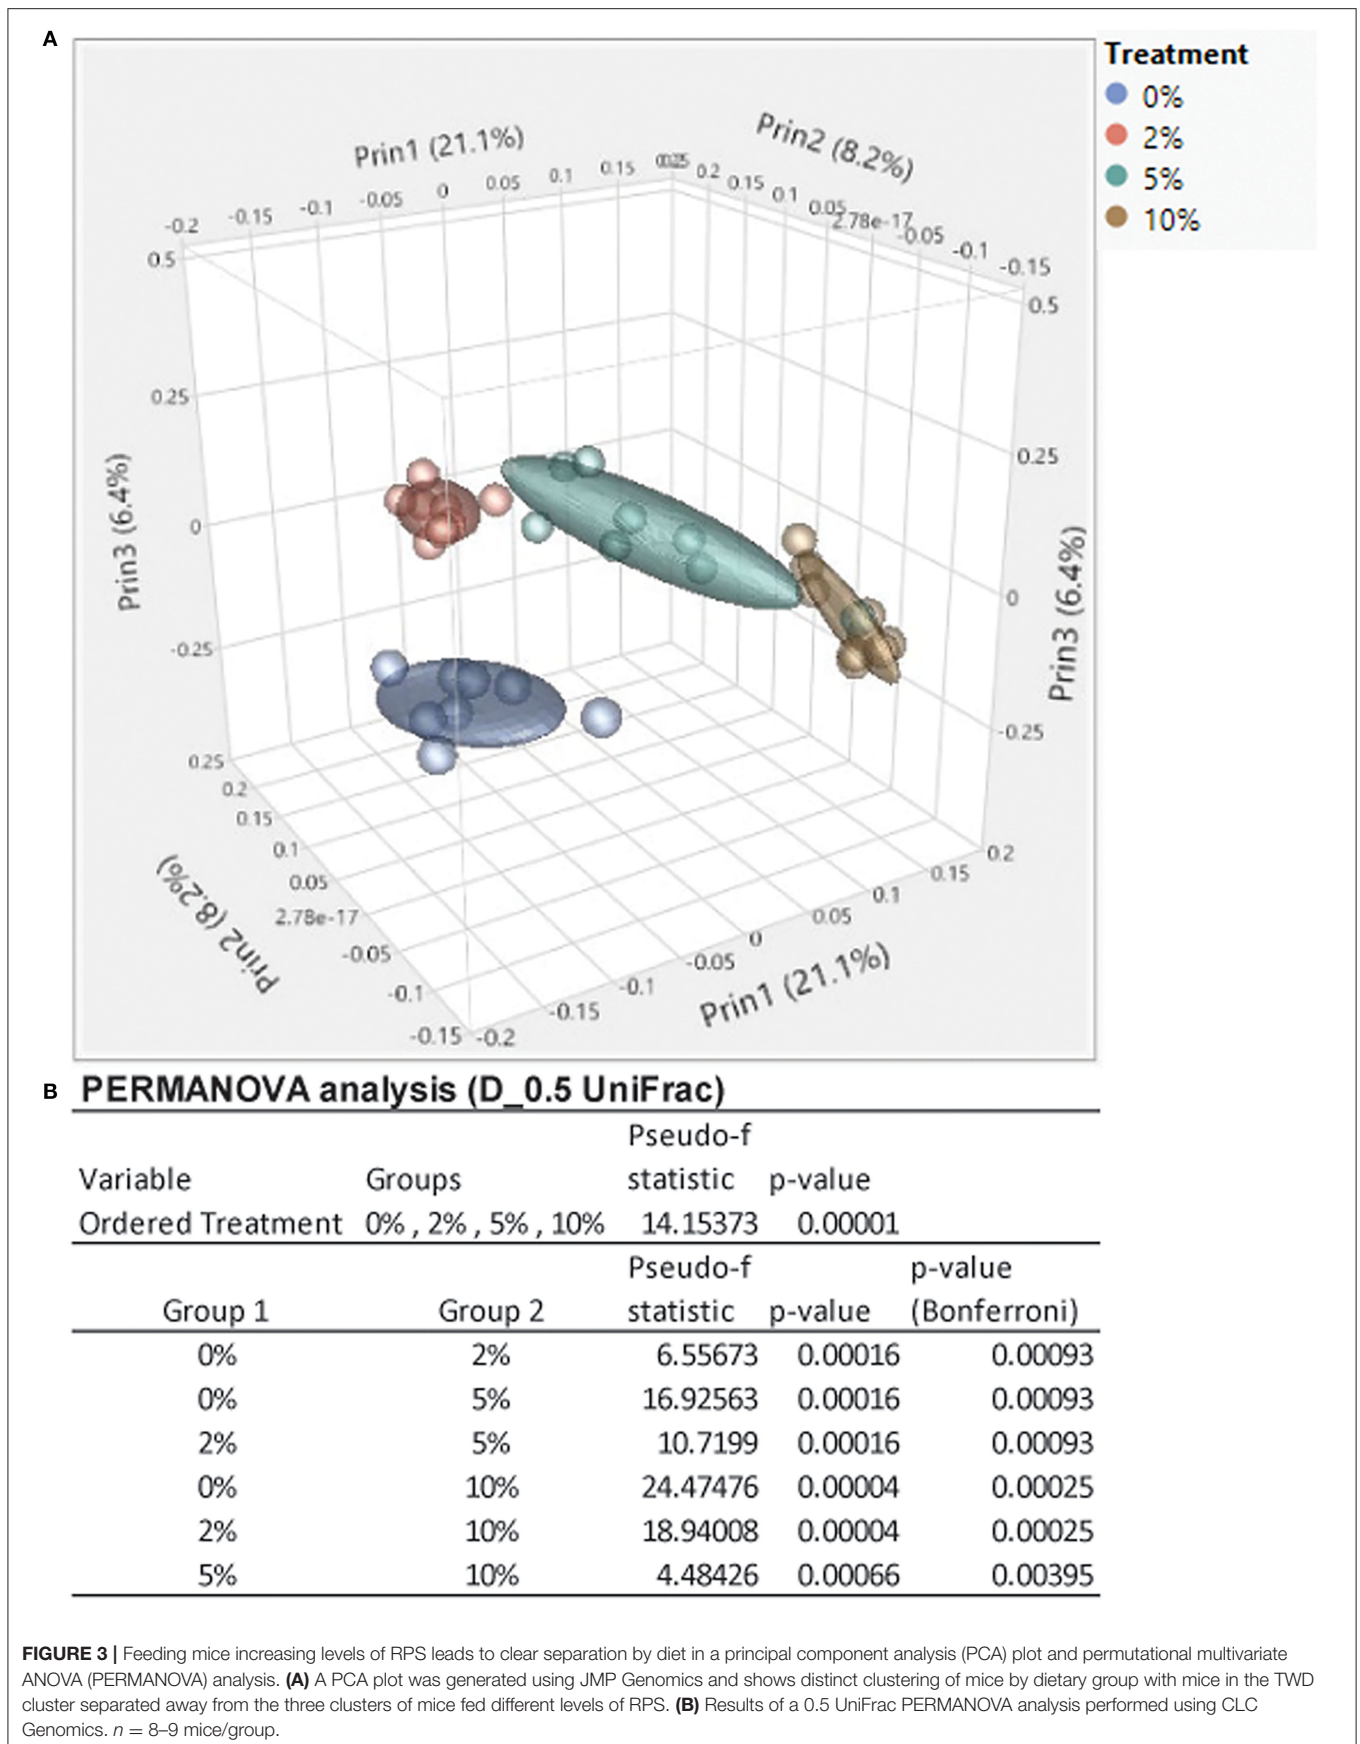 A
Treatment
0%
2%
5%
10%
Prin1 (21.1%)
Prin2 (8.2%)
-0.2
-0.15
-0.1
-0.05
0
0.05
0.1
0.15
0.2
0.15
0.1
0.05
2.78e-17
-0.05
-0.1
-0.15
0.5
0.25
0
-0.25
Prin3 (6.4%)
0.5
0.25
0
-0.25
Prin3 (6.4%)
0.25
0.2
0.15
0.1
0.05
2.78e-17
-0.05
-0.1
-0.15
Prin2 (8.2%)
-0.2
-0.15
-0.1
-0.05
0
0.05
0.1
0.15
0.2
Prin1 (21.1%)
B PERMANOVA analysis (D_0.5 UniFrac)
Pseudo-f
Variable Groups statistic p-value
Ordered Treatment 0% , 2% , 5% , 10% 14.15373 0.00001
Pseudo-f p-value
Group 1 Group 2 statistic p-value (Bonferroni)
0% 2% 6.55673 0.00016 0.00093
0% 5% 16.92563 0.00016 0.00093
2% 5% 10.7199 0.00016 0.00093
0% 10% 24.47476 0.00004 0.00025
2% 10% 18.94008 0.00004 0.00025
5% 10% 4.48426 0.00066 0.00395
FIGURE 3 | Feeding mice increasing levels of RPS leads to clear separation by diet in a principal component analysis (PCA) plot and permutational multivariate
ANOVA (PERMANOVA) analysis. (A) A PCA plot was generated using JMP Genomics and shows distinct clustering of mice by dietary group with mice in the TWD
cluster separated away from the three clusters of mice fed different levels of RPS. (B) Results of a 0.5 UniFrac PERMANOVA analysis performed using CLC
Genomics. n = 8–9 mice/group.